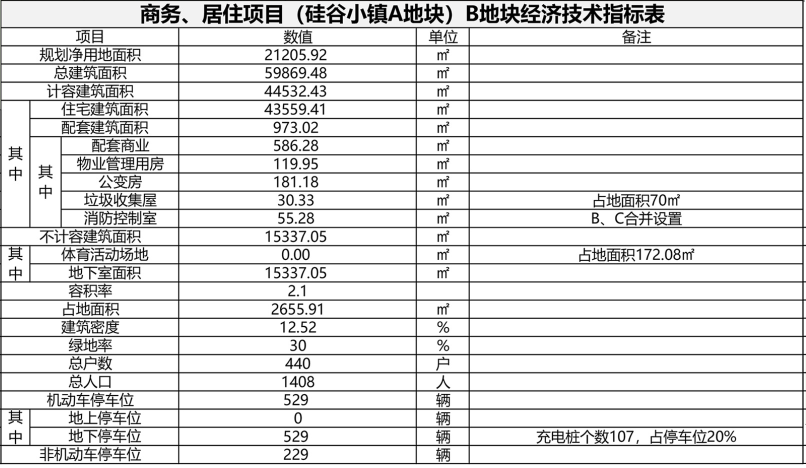 商务、居住项目（硅谷小镇A地块）B地块经济技术指标表
项目 数值 单位 备注
规划净用地面积 21205.92 ㎡
总建筑面积 59869.48 ㎡
计容建筑面积 44532.43 ㎡
其中 住宅建筑面积 43559.41 ㎡
配套建筑面积 973.02 ㎡
其中 配套商业 586.28 ㎡
物业管理用房 119.95 ㎡
公变房 181.18 ㎡
垃圾收集屋 30.33 ㎡ 占地面积70㎡
消防控制室 55.28 ㎡ B、C合并设置
不计容建筑面积 15337.05 ㎡
其中 体育活动场地 0.00 ㎡ 占地面积172.08㎡
地下室面积 15337.05 ㎡
容积率 2.1
占地面积 2655.91 ㎡
建筑密度 12.52 %
绿地率 30 %
总户数 440 户
总人口 1408 人
机动车停车位 529 辆
其中 地上停车位 0 辆
地下停车位 529 辆 充电桩个数107，占停车位20%
非机动车停车位 229 辆